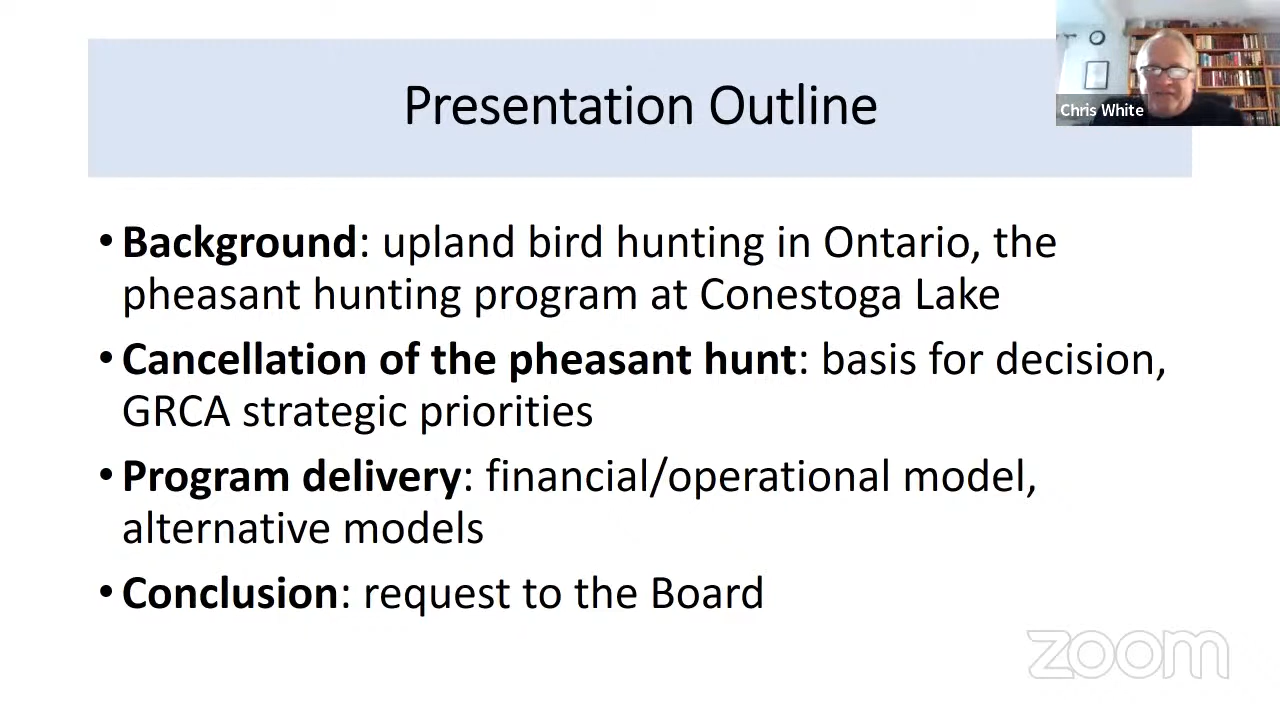 Presentation Outline
Chris White
• Background: upland bird hunting in Ontario, the
pheasant hunting program at Conestoga Lake
• Cancellation of the pheasant hunt: basis for decision,
GRCA strategic priorities
• Program delivery: financial/operational model,
alternative models
• Conclusion: request to the Board
zoom